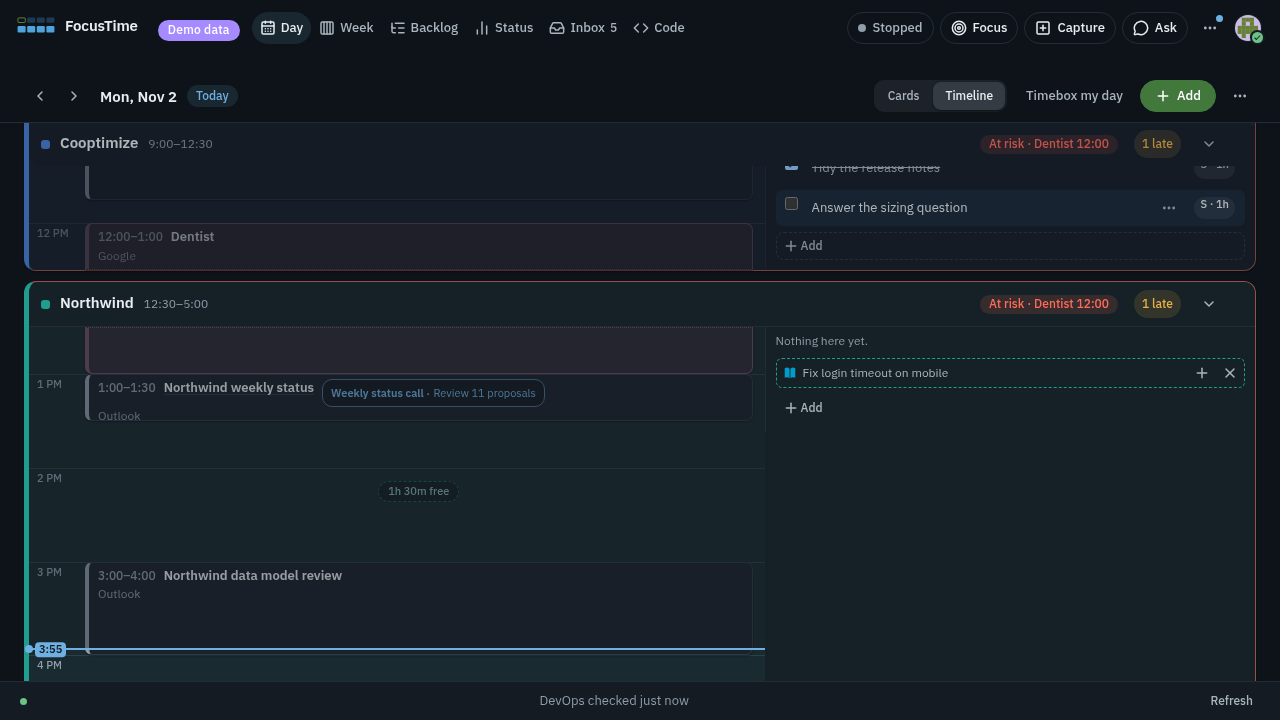 FocusTime
Demo data
Day
Week
Backlog
Status
Inbox 5
Code
Stopped
Focus
Capture
Ask
Mon, Nov 2
Today
Cards
Timeline
Timebox my day
Add
Cooptimize 9:00–12:30
At risk · Dentist 12:00
1 late
Tidy the release notes
S · 1h
Answer the sizing question
S · 1h
Add
12 PM
12:00–1:00 Dentist
Google
Northwind 12:30–5:00
At risk · Dentist 12:00
1 late
Nothing here yet.
Fix login timeout on mobile
Add
1 PM
1:00–1:30 Northwind weekly status
Weekly status call · Review 11 proposals
Outlook
2 PM
1h 30m free
3 PM
3:00–4:00 Northwind data model review
Outlook
3:55
4 PM
DevOps checked just now
Refresh